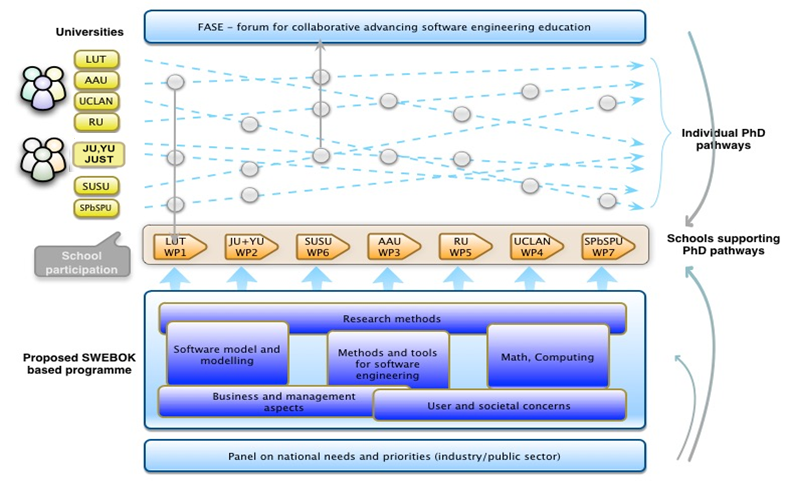 Universities
FASE – forum for collaborative advancing software engineering education
LUT
AAU
UCLAN
RU
JU,YU
JUST
SUSU
SPbSPU
Individual PhD
pathways
School
participation
LUT
WP1
JU+YU
WP2
SUSU
WP6
AAU
WP3
RU
WP5
UCLAN
WP4
SPbSPU
WP7
Schools supporting
PhD pathways
Proposed SWEBOK
based programme
Research methods
Software model and
modelling
Methods and tools
for software
engineering
Math, Computing
Business and management
aspects
User and societal concerns
Panel on national needs and priorities (industry/public sector)